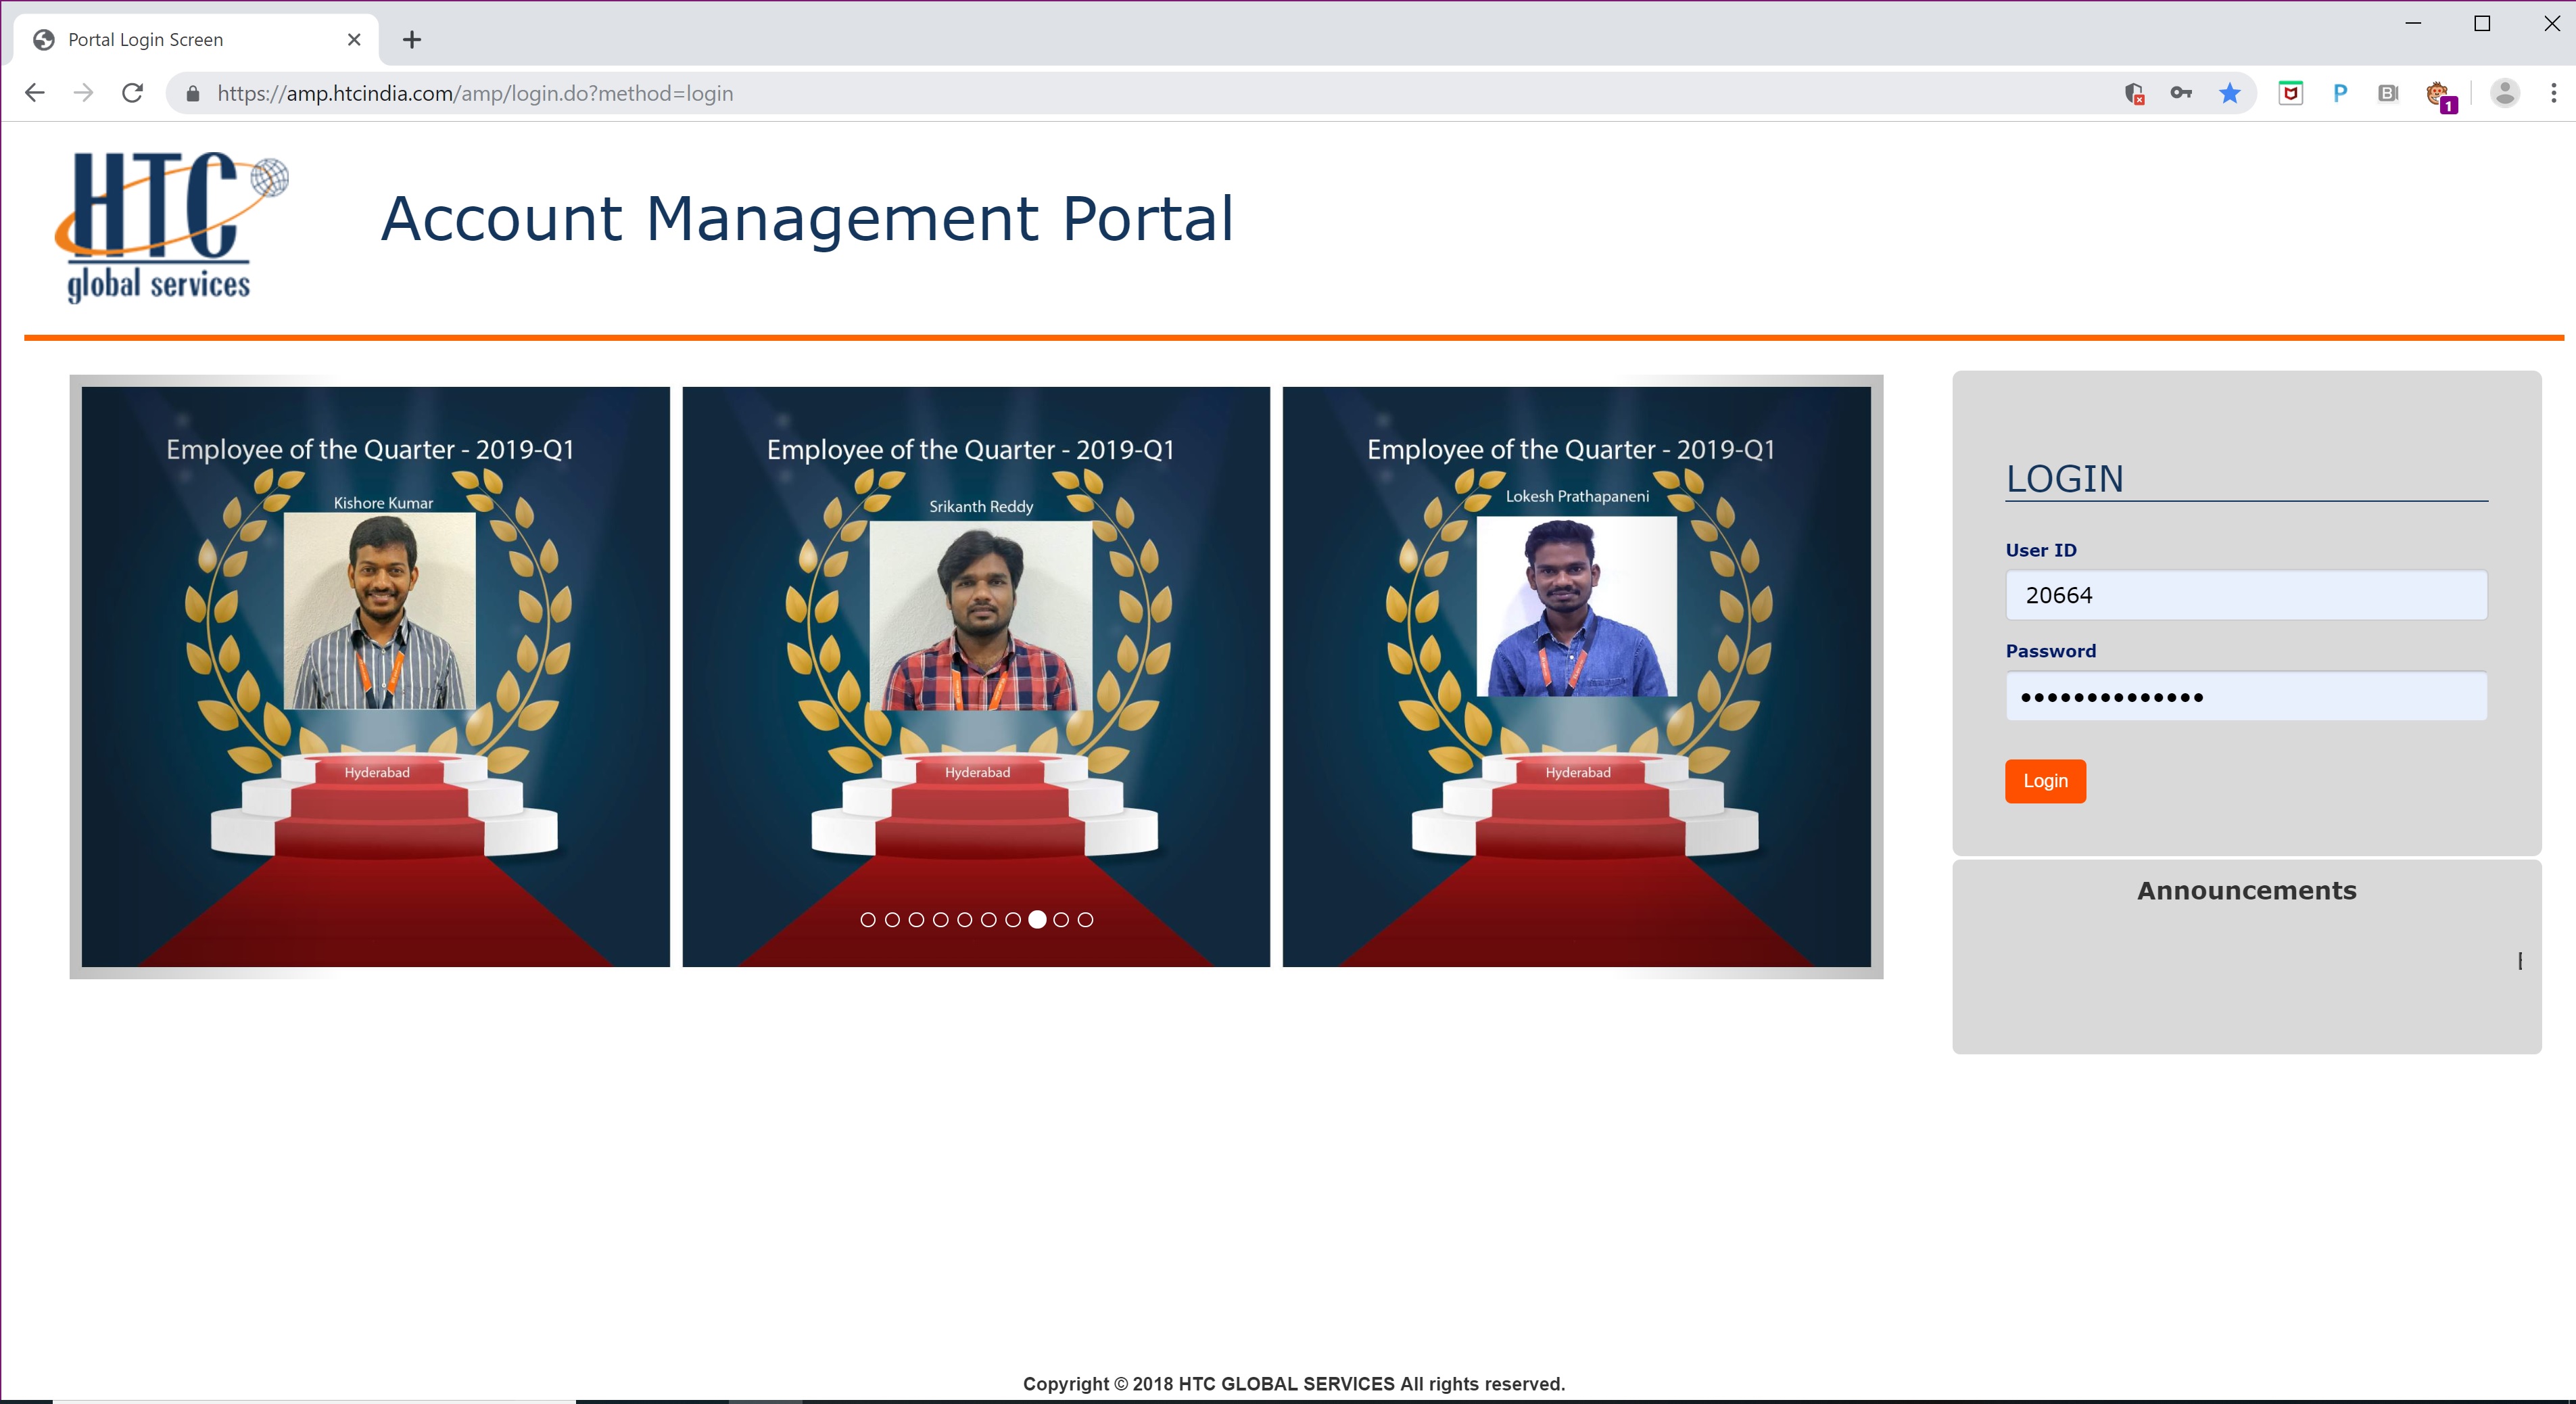 Portal Login Screen
https://amp.htcindia.com/amp/login.do?method=login
1
HTC
global services
Account Management Portal
Employee of the Quarter - 2019-Q1
Kishore Kumar
Hyderabad
Employee of the Quarter - 2019-Q1
Srikanth Reddy
Hyderabad
Employee of the Quarter - 2019-Q1
Lokesh Prathapaneni
Hyderabad
LOGIN
User ID
20664
Password
Login
Announcements
Copyright © 2018 HTC GLOBAL SERVICES All rights reserved.